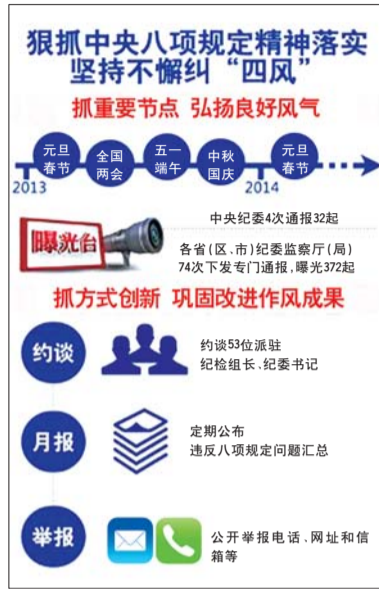 狠抓中央八项规定精神落实
坚持不懈纠“四风”
抓重要节点 弘扬良好风气
元旦
春节
全国
两会
五一
端午
中秋
国庆
元旦
春节
2013
2014
曝光台
中央纪委4次通报32起
各省(区、市)纪委监察厅(局)
74次下发专门通报,曝光372起
抓方式创新 巩固改进作风成果
约谈
约谈53位派驻
纪检组长、纪委书记
月报
定期公布
违反八项规定问题汇总
举报
公开举报电话、网址和信
箱等